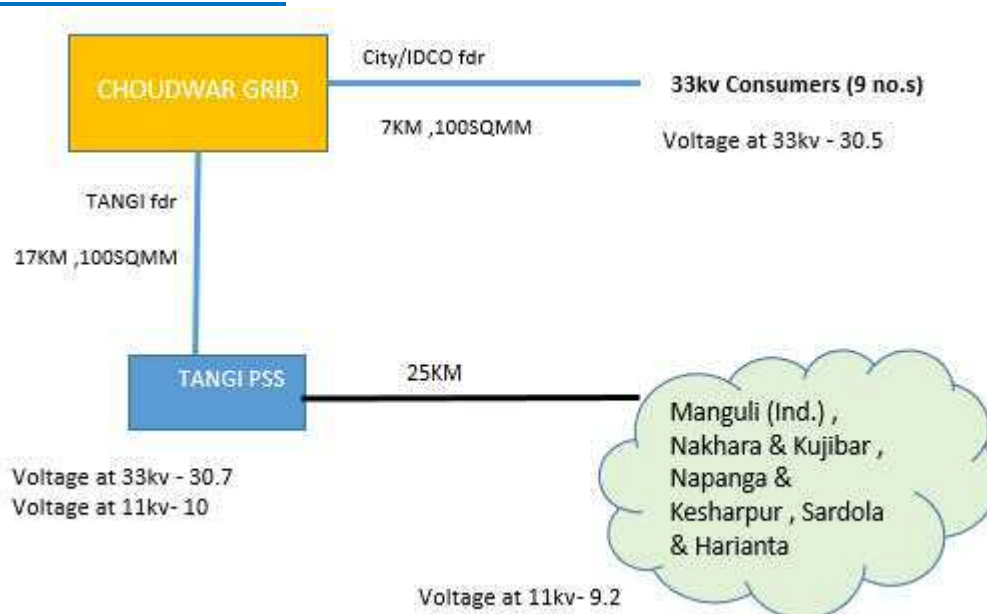 City/IDCO fdr
CHOUDWAR GRID
33kv Consumers (9 no.s)
7KM ,100SQMM
Voltage at 33kv - 30.5
TANGI fdr
17KM ,100SQMM
TANGI PSS
25KM
Manguli (Ind.) ,
Nakhara & Kujibar ,
Napanga &
Kesharpur , Sardola
& Harianta
Voltage at 33kv - 30.7
Voltage at 11kv- 10
Voltage at 11kv- 9.2